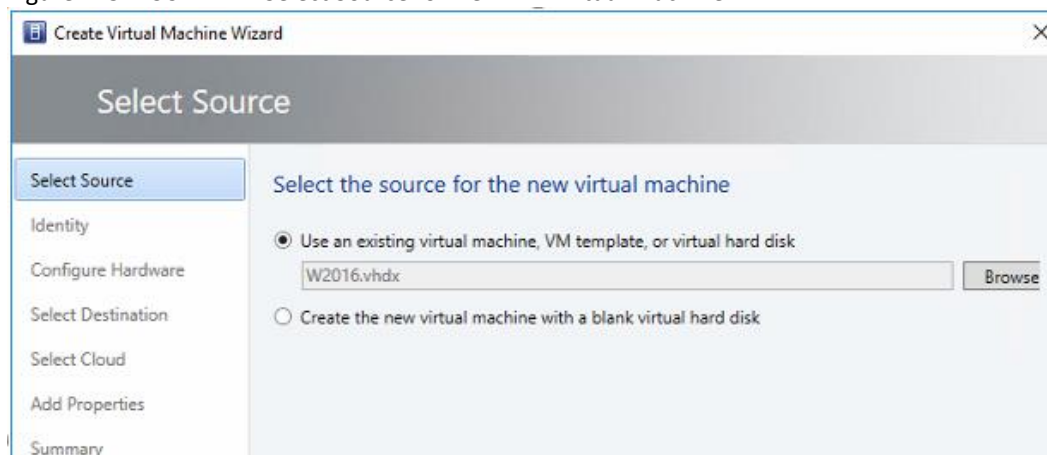 Create Virtual Machine Wizard
Select Source
Select Source
Select the source for the new virtual machine
Identity
Use an existing virtual machine, VM template, or virtual hard disk
Configure Hardware
W2016.vhdx
Browse
Select Destination
Create the new virtual machine with a blank virtual hard disk
Select Cloud
Add Properties
Summary